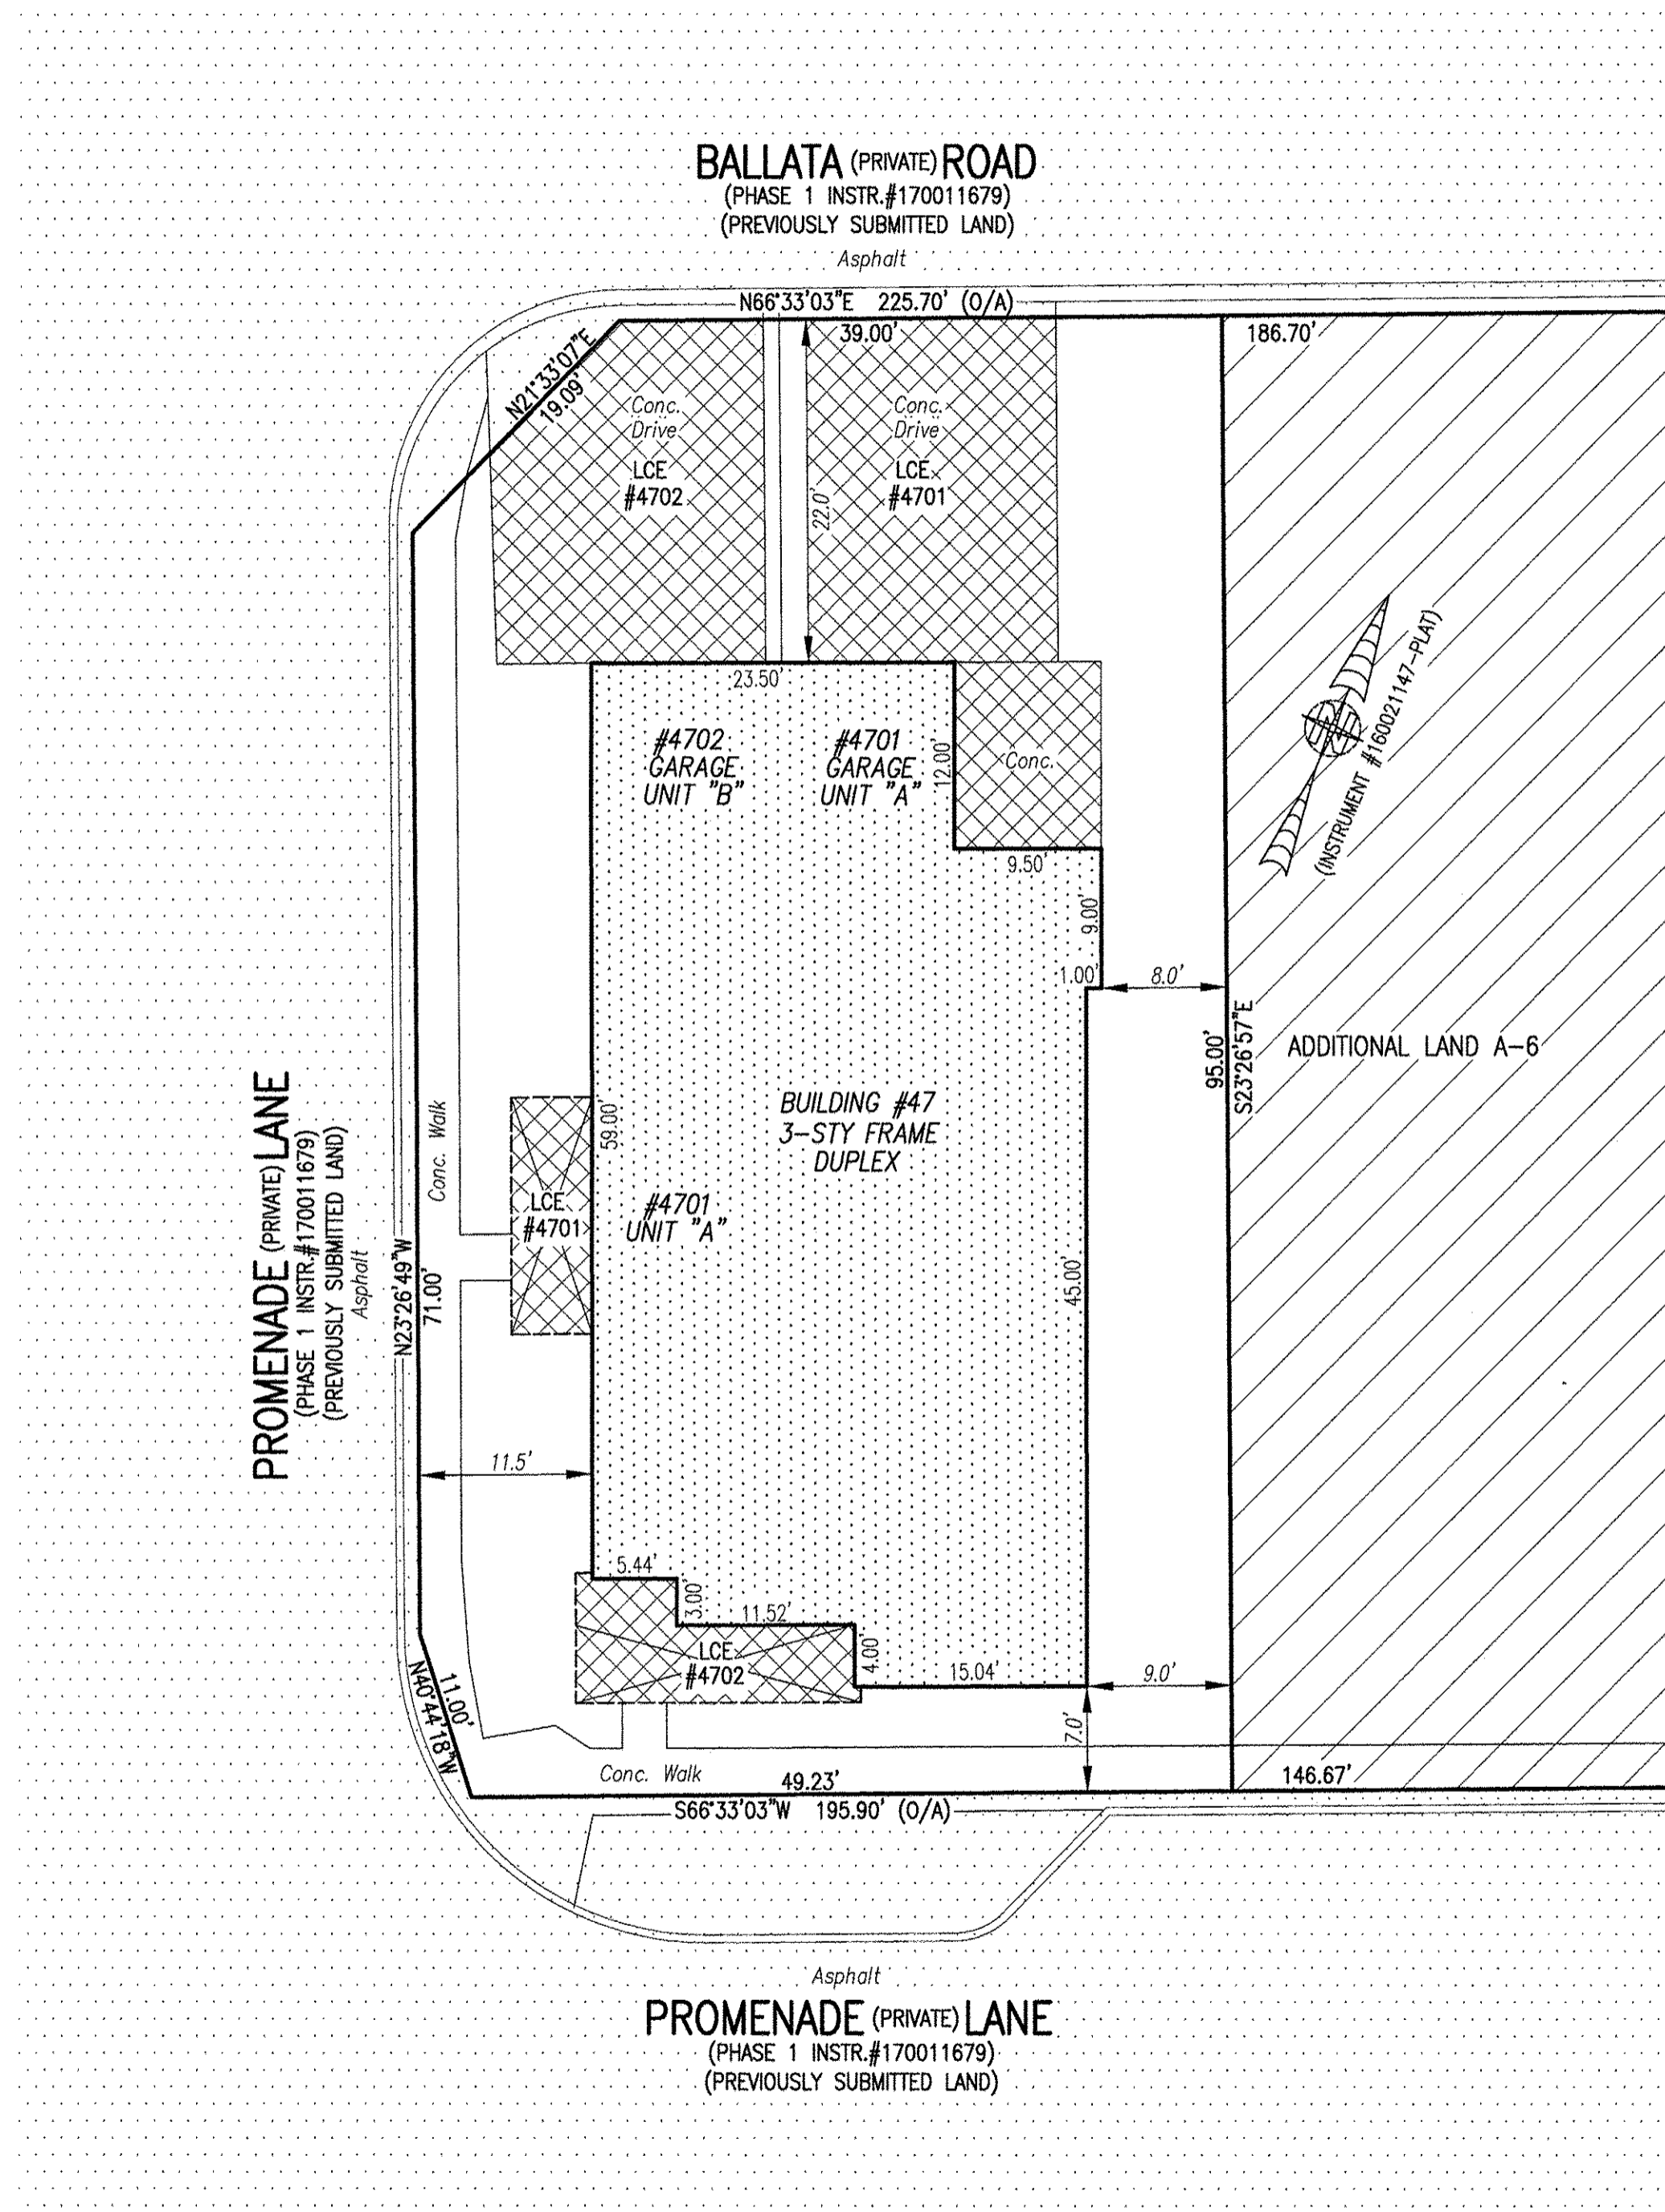 BALLATA (PRIVATE) ROAD
(PHASE 1 INSTR.#170011679)
(PREVIOUSLY SUBMITTED LAND)
Asphalt
N66°33'03"E 225.70' (O/A)
39.00'
186.70'
N21°33'07"E
19.09'
Conc.
Drive
LCE
#4702
Conc.
Drive
LCE
#4701
22.0'
23.50'
#4702
GARAGE
UNIT "B"
#4701
GARAGE
UNIT "A"
12.00'
Conc.
9.50'
9.00'
1.00'
8.0'
(INSTRUMENT #160021147-PLAT)
95.00'
S23°26'57"E
ADDITIONAL LAND A-6
PROMENADE (PRIVATE) LANE
(PHASE 1 INSTR.#170011679)
(PREVIOUSLY SUBMITTED LAND)
Asphalt
N23°26'49"W
71.00'
Conc. Walk
59.00'
BUILDING #47
3-STY FRAME
DUPLEX
LCE
#4701
#4701
UNIT "A"
45.00'
11.5'
5.44'
3.00'
11.52'
LCE
#4702
4.00'
15.04'
9.0'
7.0'
N40°44'18"W
11.00'
Conc. Walk
49.23'
146.67'
S66°33'03"W 195.90' (O/A)
Asphalt
PROMENADE (PRIVATE) LANE
(PHASE 1 INSTR.#170011679)
(PREVIOUSLY SUBMITTED LAND)